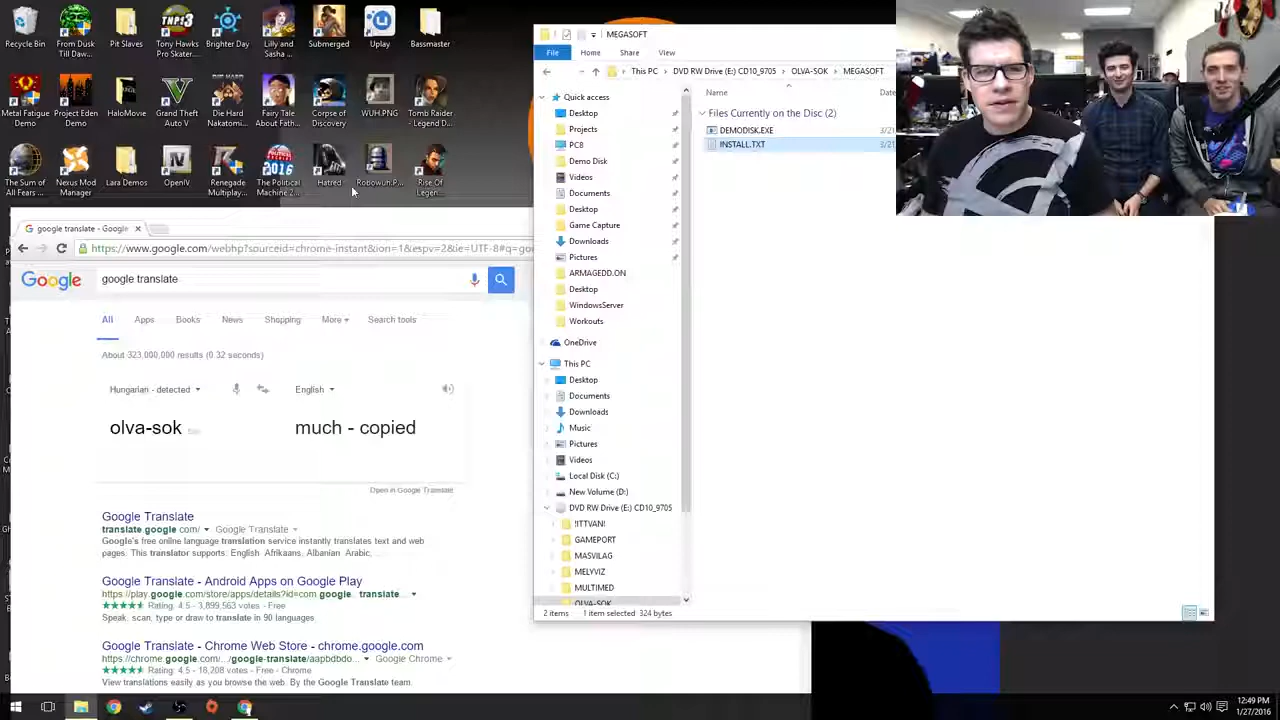 Recycle Bin
From Dusk Till Daw...
Pit Slaves
Tony Hawks Pro Skater...
Brighter Day
Lilly and Sasha ...
Submerged
Uplay
Bassmaster
Metal Fatigue Demo
Project Eden Demo
HaloMovie
Die Hard Nakatomi...
Fairy Tale About Fath...
Corpse of Discovery
WUH.PNG
Tomb Raider - Legend D...
Steam
Nexus Mod Manager
Lara Demos
OpenIV
Renegade Multiplay...
The Political Machine 2...
Hatred
Robowuh.P...
Rise Of Legen...
google translate - Google
https://www.google.com/webhp?sourceid=chrome-instant&ion=1&espv=2&ie=UTF-8#q=goo
Google
google translate
All
Apps
Books
News
Shopping
More
Search tools
About 323,000,000 results (0.32 seconds)
Hungarian - detected
English
olva-sok
Edit
much - copied
Open in Google Translate
Google Translate
translate.google.com/ Google Translate
Google's free online language translation service instantly translates text and web
pages. This translator supports: English, Afrikaans, Albanian, Arabic, ...
Google Translate - Android Apps on Google Play
https://play.google.com/store/apps/details?id=com.google...translate...
Rating: 4.5 - 3,899,563 votes - Free
Speak, scan, type or draw to translate in 90 languages
Google Translate - Chrome Web Store - chrome.google.com
https://chrome.google.com/.../google-translate/aapbdbdo... Google Chrome
Rating: 4.5 - 18,208 votes - Free - Chrome
View translations easily as you browse the web. By the Google Translate team.
MEGASOFT
File
Home
Share
View
This PC
DVD RW Drive (E:) CD10_9705
OLVA-SOK
MEGASOFT
Name
Date
Files Currently on the Disc (2)
DEMODISK.EXE
3/21
INSTALL.TXT
3/21
Quick access
Desktop
Projects
PC8
Demo Disk
Videos
Documents
Desktop
Game Capture
Downloads
Pictures
ARMAGEDD.ON
Desktop
WindowsServer
Workouts
OneDrive
This PC
Desktop
Documents
Downloads
Music
Pictures
Videos
Local Disk (C:)
New Volume (D:)
DVD RW Drive (E:) CD10_9705
!ITTVAN!
GAMEPORT
MASVILAG
MELYVIZ
MULTIMED
OLVA-SOK
2 items
1 item selected 324 bytes
12:49 PM
1/27/2016